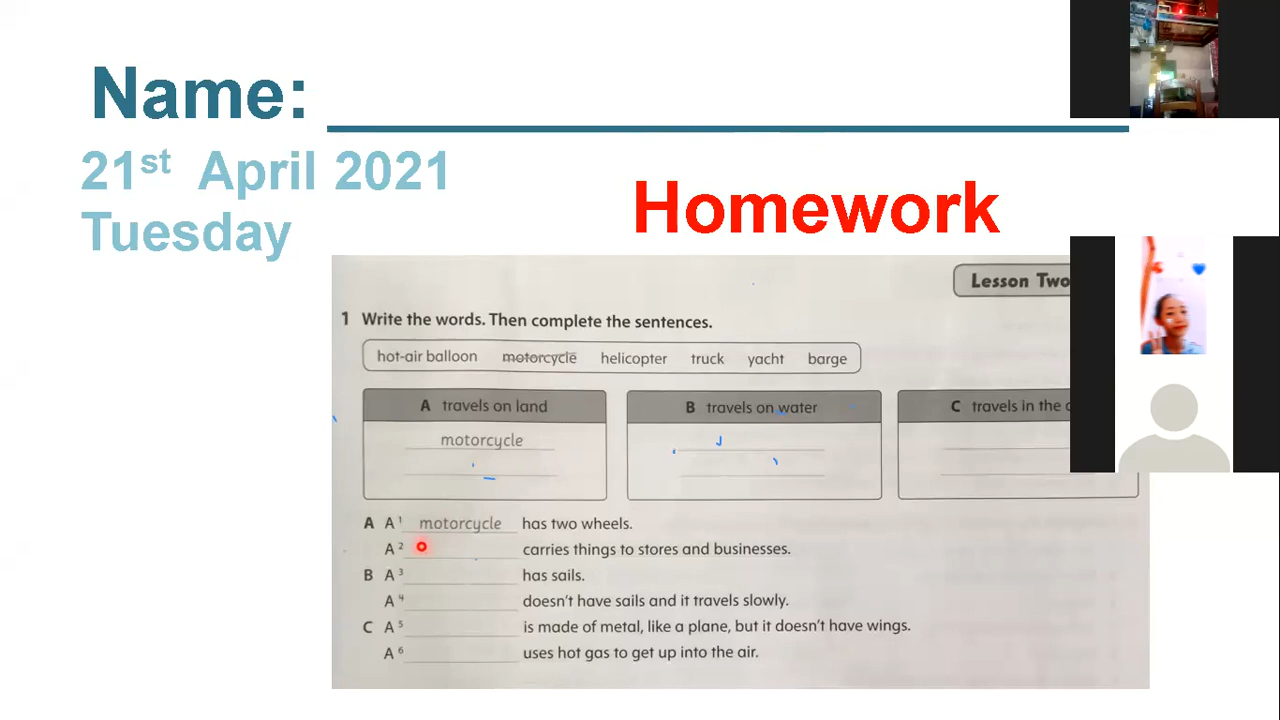 Name:
21st April 2021
Tuesday
Homework
Lesson Two
1 Write the words. Then complete the sentences.
hot-air balloon motorcycle helicopter truck yacht barge
A travels on land
motorcycle
B travels on water
C travels in the
A A 1 motorcycle has two wheels.
A 2 carries things to stores and businesses.
B A 3 has sails.
A 4 doesn't have sails and it travels slowly.
C A 5 is made of metal, like a plane, but it doesn't have wings.
A 6 uses hot gas to get up into the air.